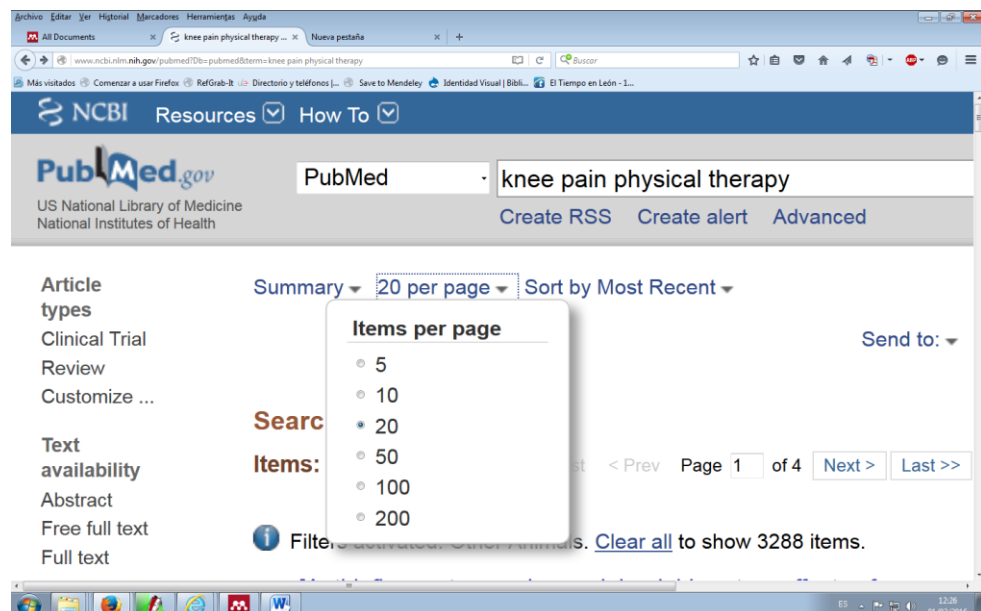 Archivo Editar Ver Historial Marcadores Herramientas Ayuda
All Documents × knee pain physical therapy ... × Nueva pestaña × +
www.ncbi.nlm.nih.gov/pubmed?Db=pubmed&term=knee pain physical therapy Buscar
Más visitados Comenzar a usar Firefox RefGrab-It Directorio y teléfonos |... Save to Mendeley Identidad Visual | Bibli... El Tiempo en León - 1...
NCBI Resources How To
PubMed.gov
US National Library of Medicine
National Institutes of Health
PubMed knee pain physical therapy
Create RSS Create alert Advanced
Article
types
Clinical Trial
Review
Customize ...
Text
availability
Abstract
Free full text
Full text
Summary 20 per page Sort by Most Recent
Items per page
5
10
20
50
100
200
Send to:
Searc
Items: st < Prev Page 1 of 4 Next > Last >>
Filters activated: Other Animals. Clear all to show 3288 items.
ES 12:26